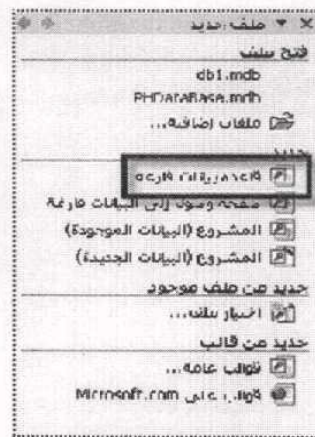 ملف جديد
فتح ملف
db1.mdb
PHDataBase.mdb
ملفات إضافية...
جديد
قاعدة بيانات فارغة
صفحة وصول إلى البيانات فارغة
المشروع (البيانات الموجودة)
المشروع (البيانات الجديدة)
جديد من ملف موجود
اختيار ملف...
جديد من قالب
قوالب عامة...
قوالب على Microsoft.com